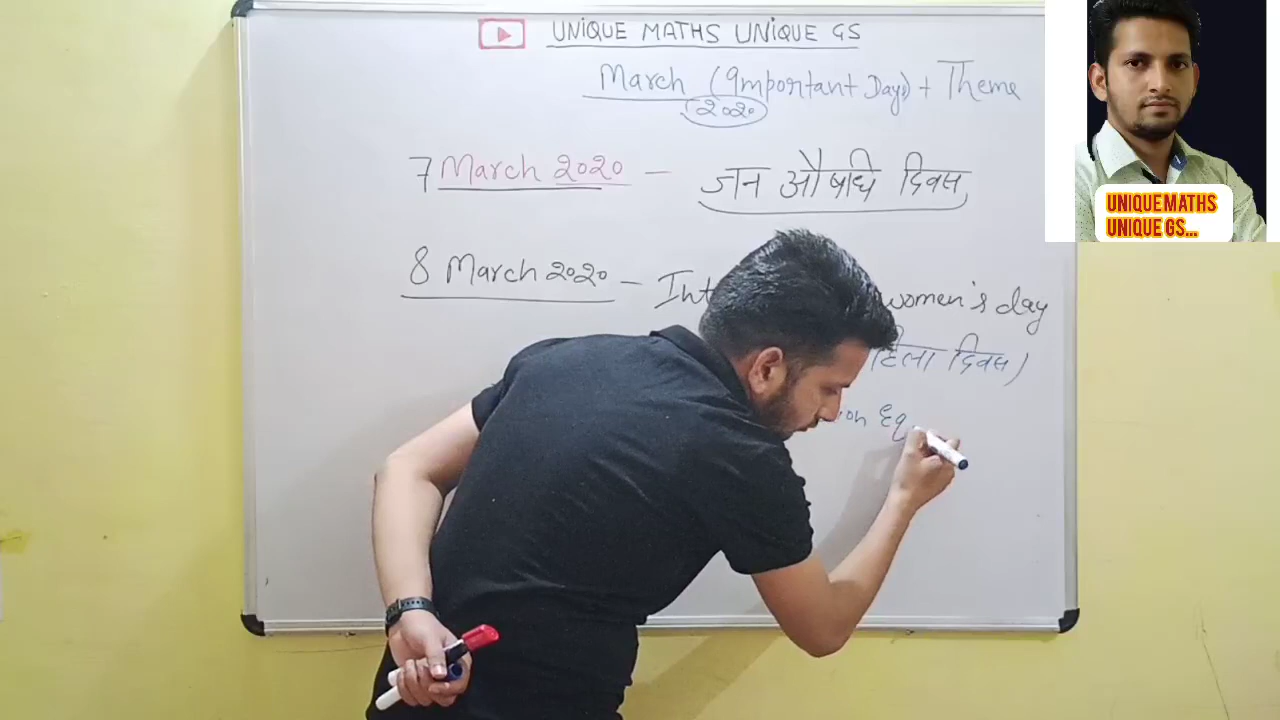 UNIQUE MATHS UNIQUE GS
March (Important Days) + Theme
2020
7 March 2020 - जन औषधि दिवस
8 March 2020 - Int women's day
दिवस)
Eq
UNIQUE MATHS
UNIQUE GS...